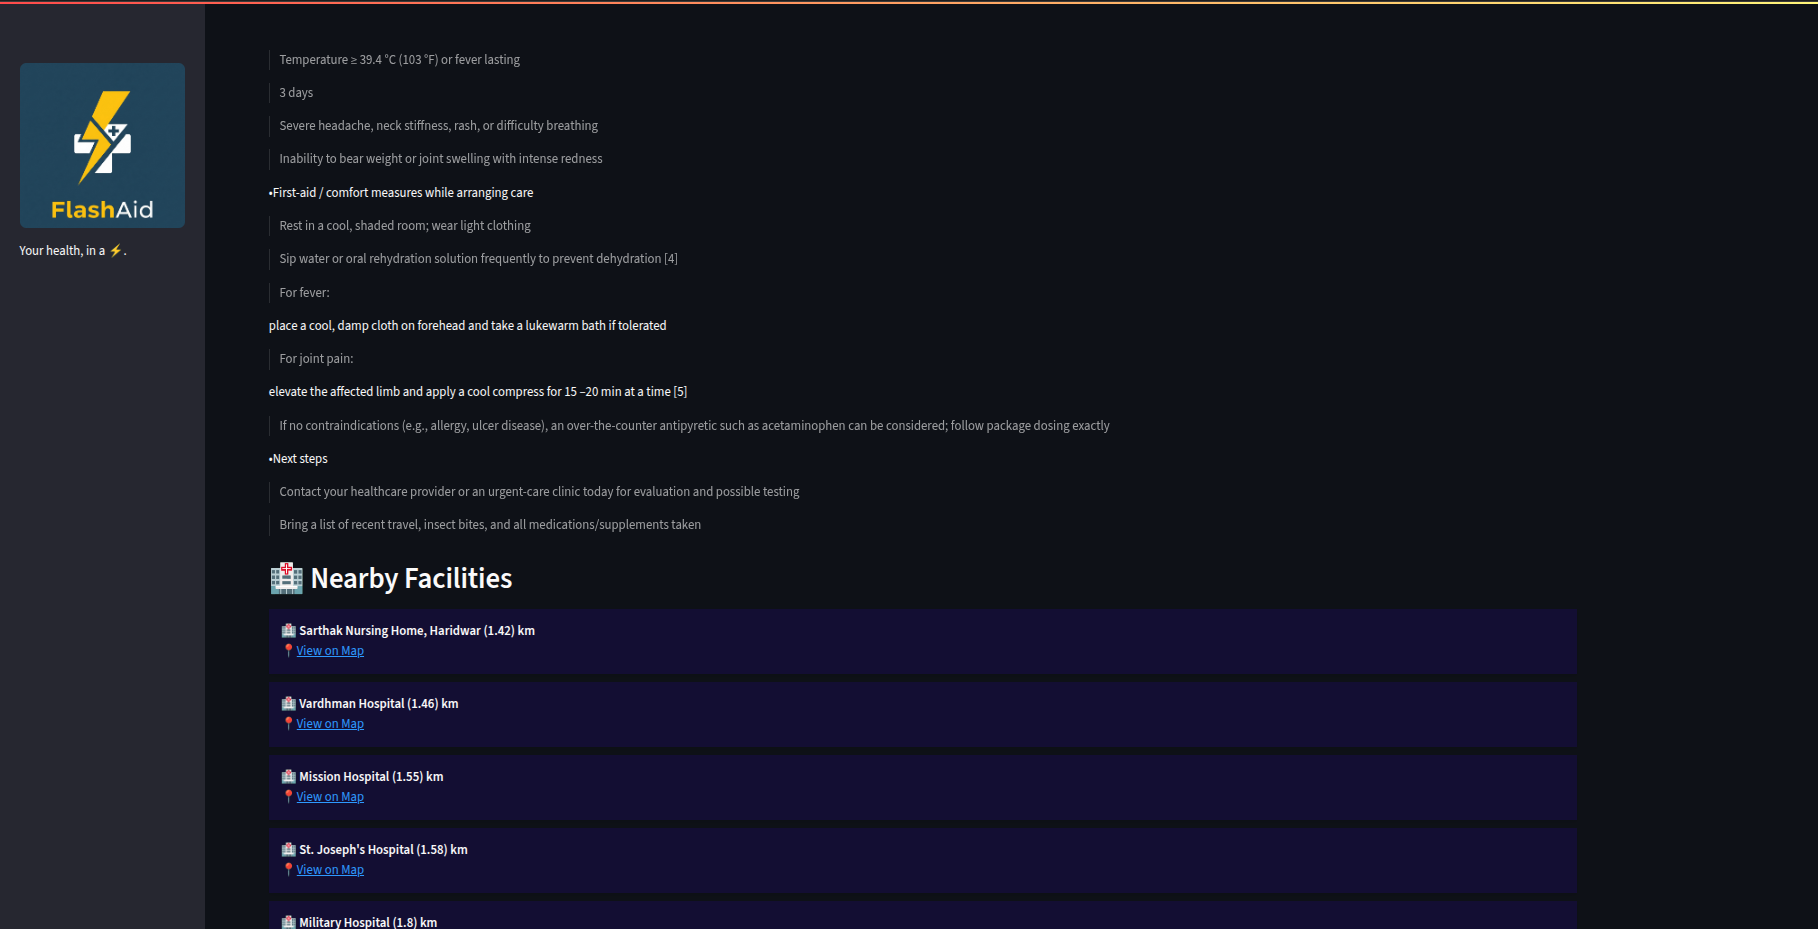 FlashAid
Your health, in a ⚡.
Temperature ≥ 39.4 °C (103 °F) or fever lasting
3 days
Severe headache, neck stiffness, rash, or difficulty breathing
Inability to bear weight or joint swelling with intense redness
•First-aid / comfort measures while arranging care
Rest in a cool, shaded room; wear light clothing
Sip water or oral rehydration solution frequently to prevent dehydration [4]
For fever:
place a cool, damp cloth on forehead and take a lukewarm bath if tolerated
For joint pain:
elevate the affected limb and apply a cool compress for 15 –20 min at a time [5]
If no contraindications (e.g., allergy, ulcer disease), an over-the-counter antipyretic such as acetaminophen can be considered; follow package dosing exactly
•Next steps
Contact your healthcare provider or an urgent-care clinic today for evaluation and possible testing
Bring a list of recent travel, insect bites, and all medications/supplements taken
🏥 Nearby Facilities
🏥 Sarthak Nursing Home, Haridwar (1.42) km
📍 View on Map
🏥 Vardhman Hospital (1.46) km
📍 View on Map
🏥 Mission Hospital (1.55) km
📍 View on Map
🏥 St. Joseph's Hospital (1.58) km
📍 View on Map
🏥 Military Hospital (1.8) km